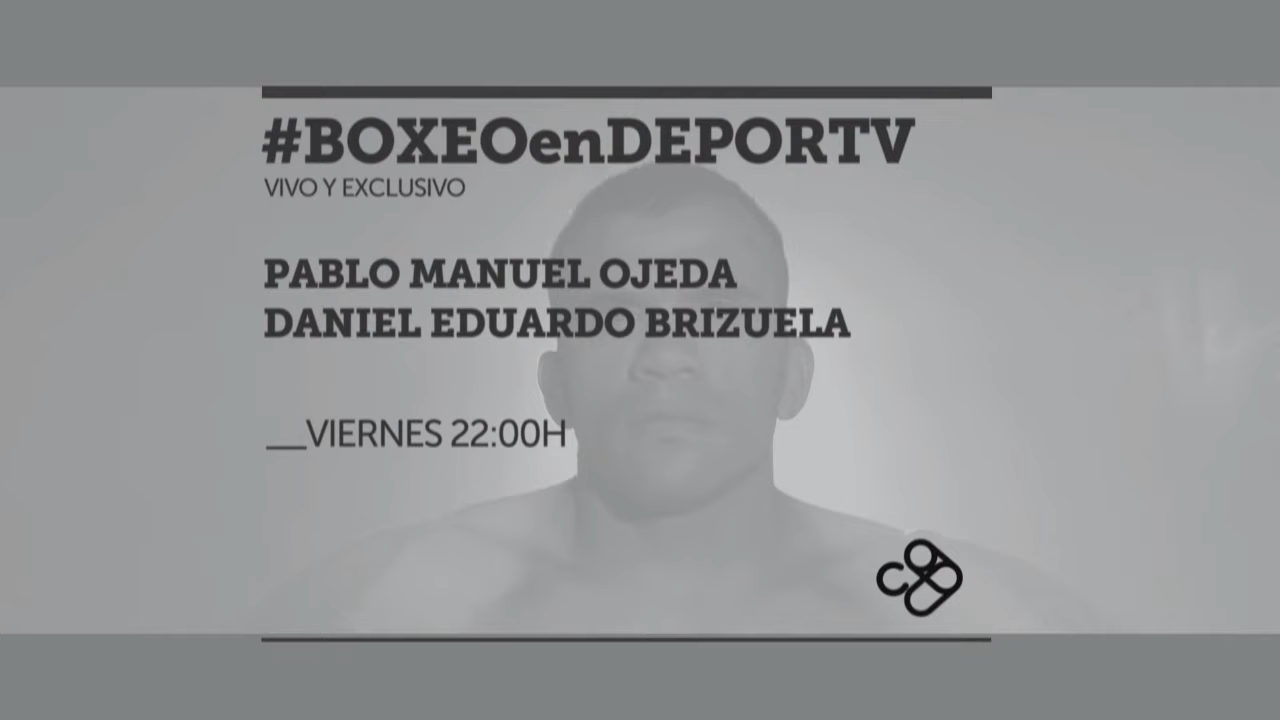 #BOXEOenDEPORTV
VIVO Y EXCLUSIVO
PABLO MANUEL OJEDA
DANIEL EDUARDO BRIZUELA
__VIERNES 22:00H